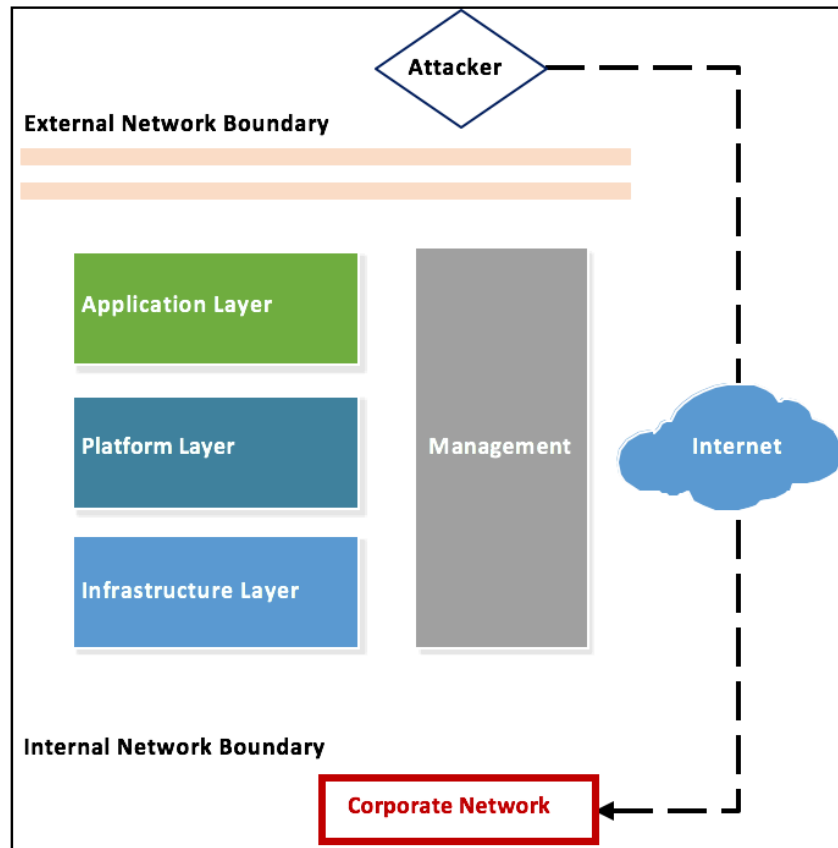 Attacker
External Network Boundary
Application Layer
Platform Layer
Management
Internet
Infrastructure Layer
Internal Network Boundary
Corporate Network